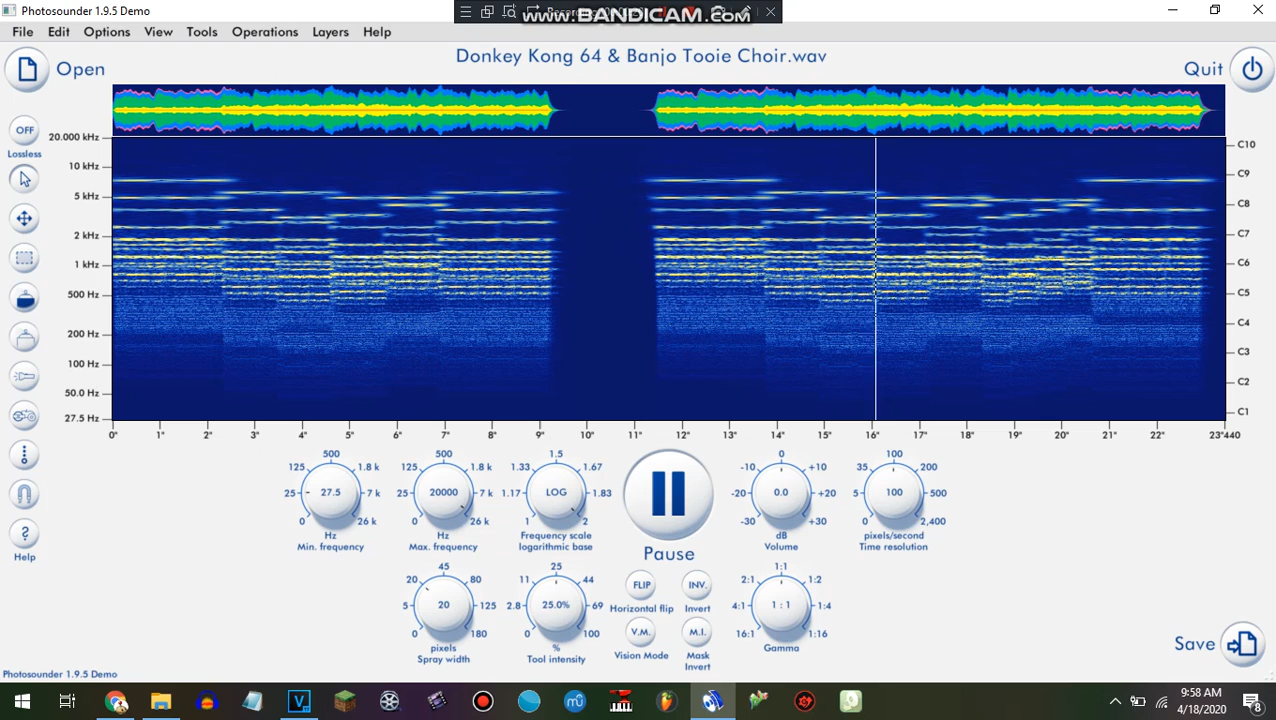 Photosounder 1.9.5 Demo
www.BANDICAM.com
File Edit Options View Tools Operations Layers Help
Donkey Kong 64 & Banjo Tooie Choir.wav
Open
Quit
OFF
Lossless
20.000 kHz
10 kHz
5 kHz
2 kHz
1 kHz
500 Hz
200 Hz
100 Hz
50.0 Hz
27.5 Hz
C10
C9
C8
C7
C6
C5
C4
C3
C2
C1
0" 1" 2" 3" 4" 5" 6" 7" 8" 9" 10" 11" 12" 13" 14" 15" 16" 17" 18" 19" 20" 21" 22" 23"440
?
Help
500
125 1.8 k
25 27.5 7 k
0 26 k
Hz
Min. frequency
500
125 1.8 k
25 20000 7 k
0 26 k
Hz
Max. frequency
1.5
1.33 1.67
1.17 LOG 1.83
1 2
Frequency scale
logarithmic base
Pause
0
-10 +10
-20 0.0 +20
-30 +30
dB
Volume
100
35 200
5 100 500
0 2,400
pixels/second
Time resolution
45
20 80
5 20 125
0 180
pixels
Spray width
25
11 44
2.8 25.0% 69
0 100
%
Tool intensity
FLIP
Horizontal flip
INV.
Invert
V.M.
Vision Mode
M.I.
Mask
Invert
1:1
2:1 1:2
4:1 1 : 1 1:4
16:1 1:16
Gamma
Save
Photosounder 1.9.5 Demo
9:58 AM
4/18/2020
8